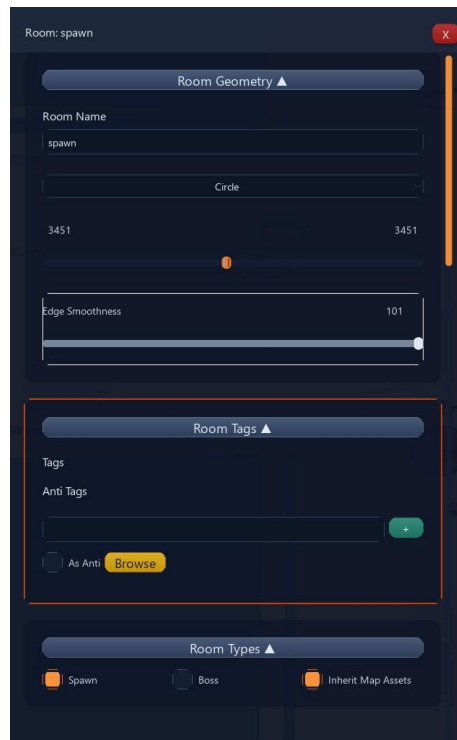 Room: spawn
X
Room Geometry ▲
Room Name
spawn
Circle
3451 3451
Edge Smoothness 101
Room Tags ▲
Tags
Anti Tags
+
As Anti Browse
Room Types ▲
Spawn Boss Inherit Map Assets